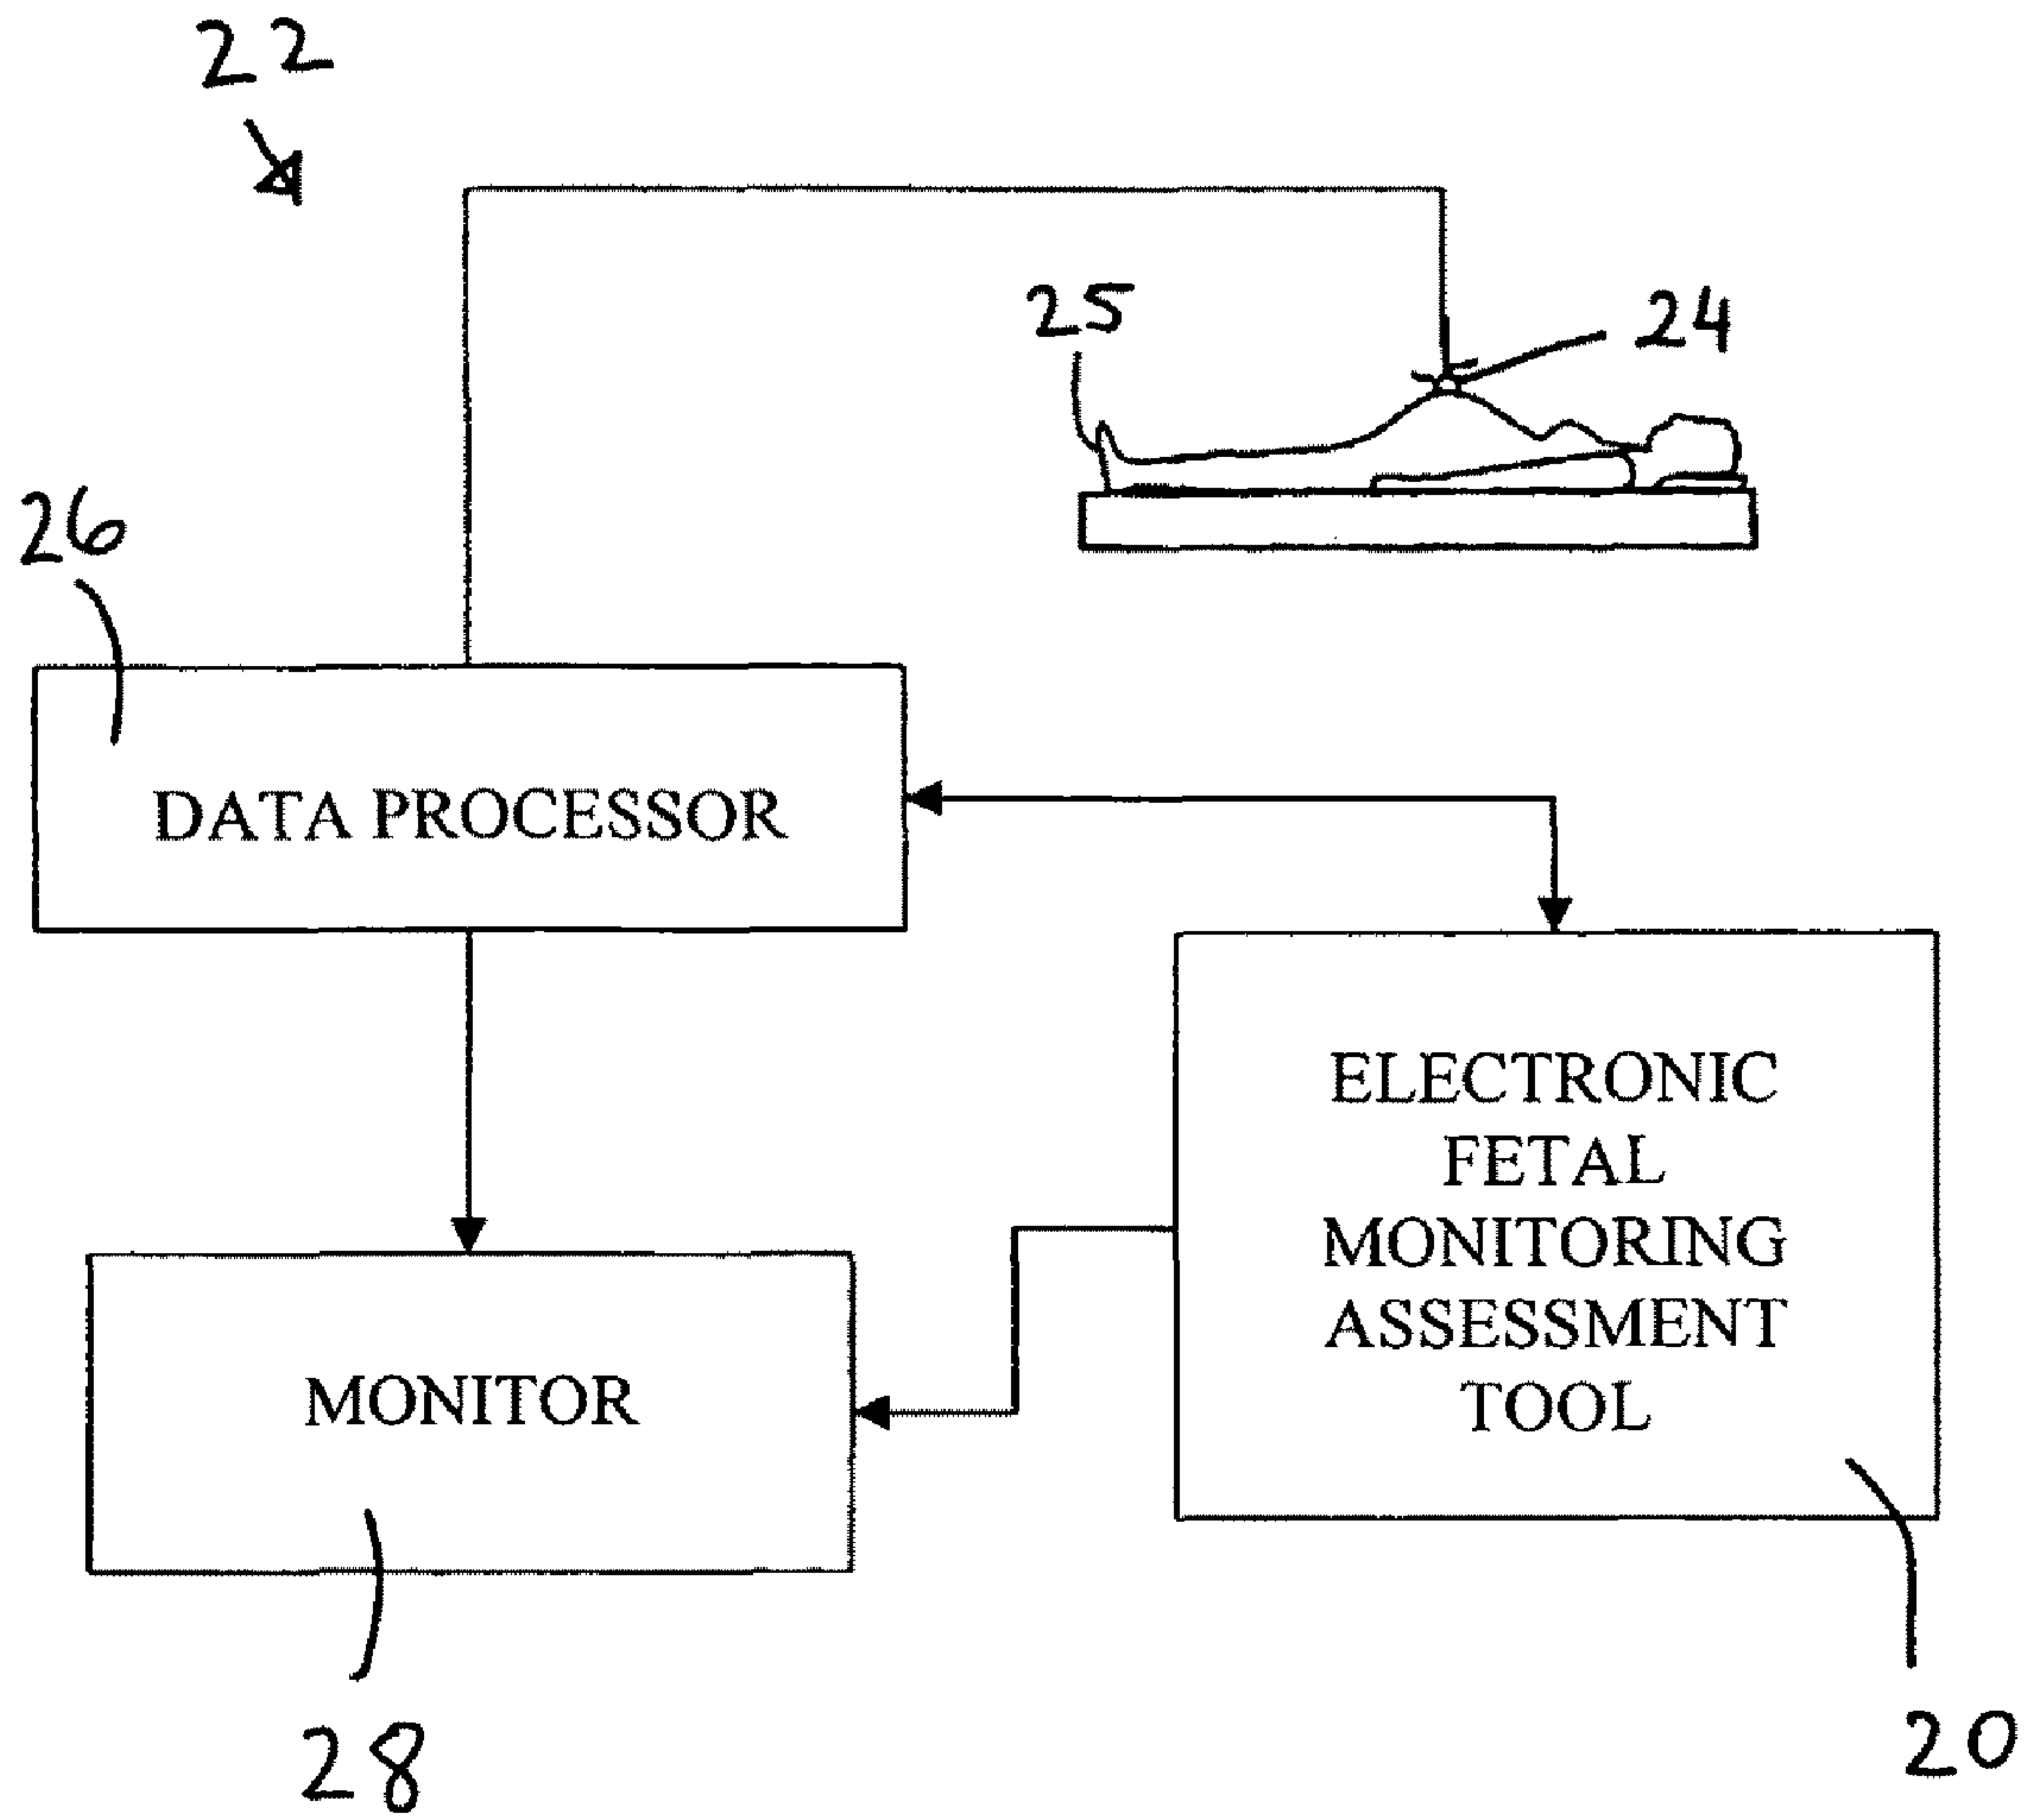 22
25
24
26
DATA PROCESSOR
ELECTRONIC
FETAL
MONITORING
ASSESSMENT
TOOL
MONITOR
28
20